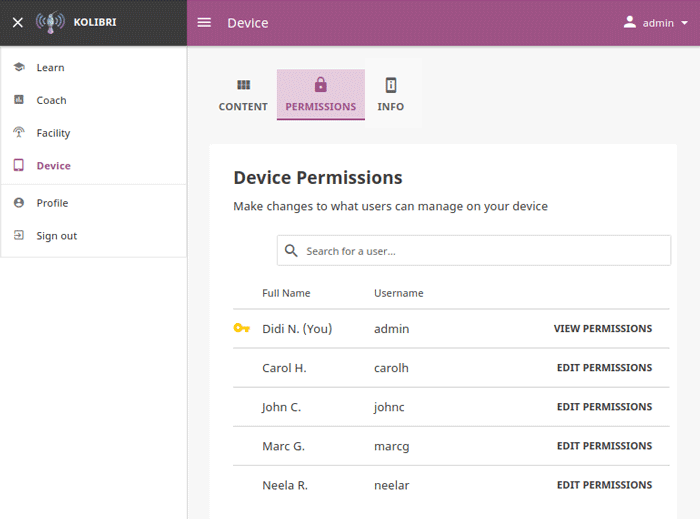 KOLIBRI
Device
admin
Learn
Coach
Facility
Device
Profile
Sign out
CONTENT
PERMISSIONS
INFO
Device Permissions
Make changes to what users can manage on your device
Search for a user...
Full Name Username
Didi N. (You) admin VIEW PERMISSIONS
Carol H. carolh EDIT PERMISSIONS
John C. johnc EDIT PERMISSIONS
Marc G. marcg EDIT PERMISSIONS
Neela R. neelar EDIT PERMISSIONS